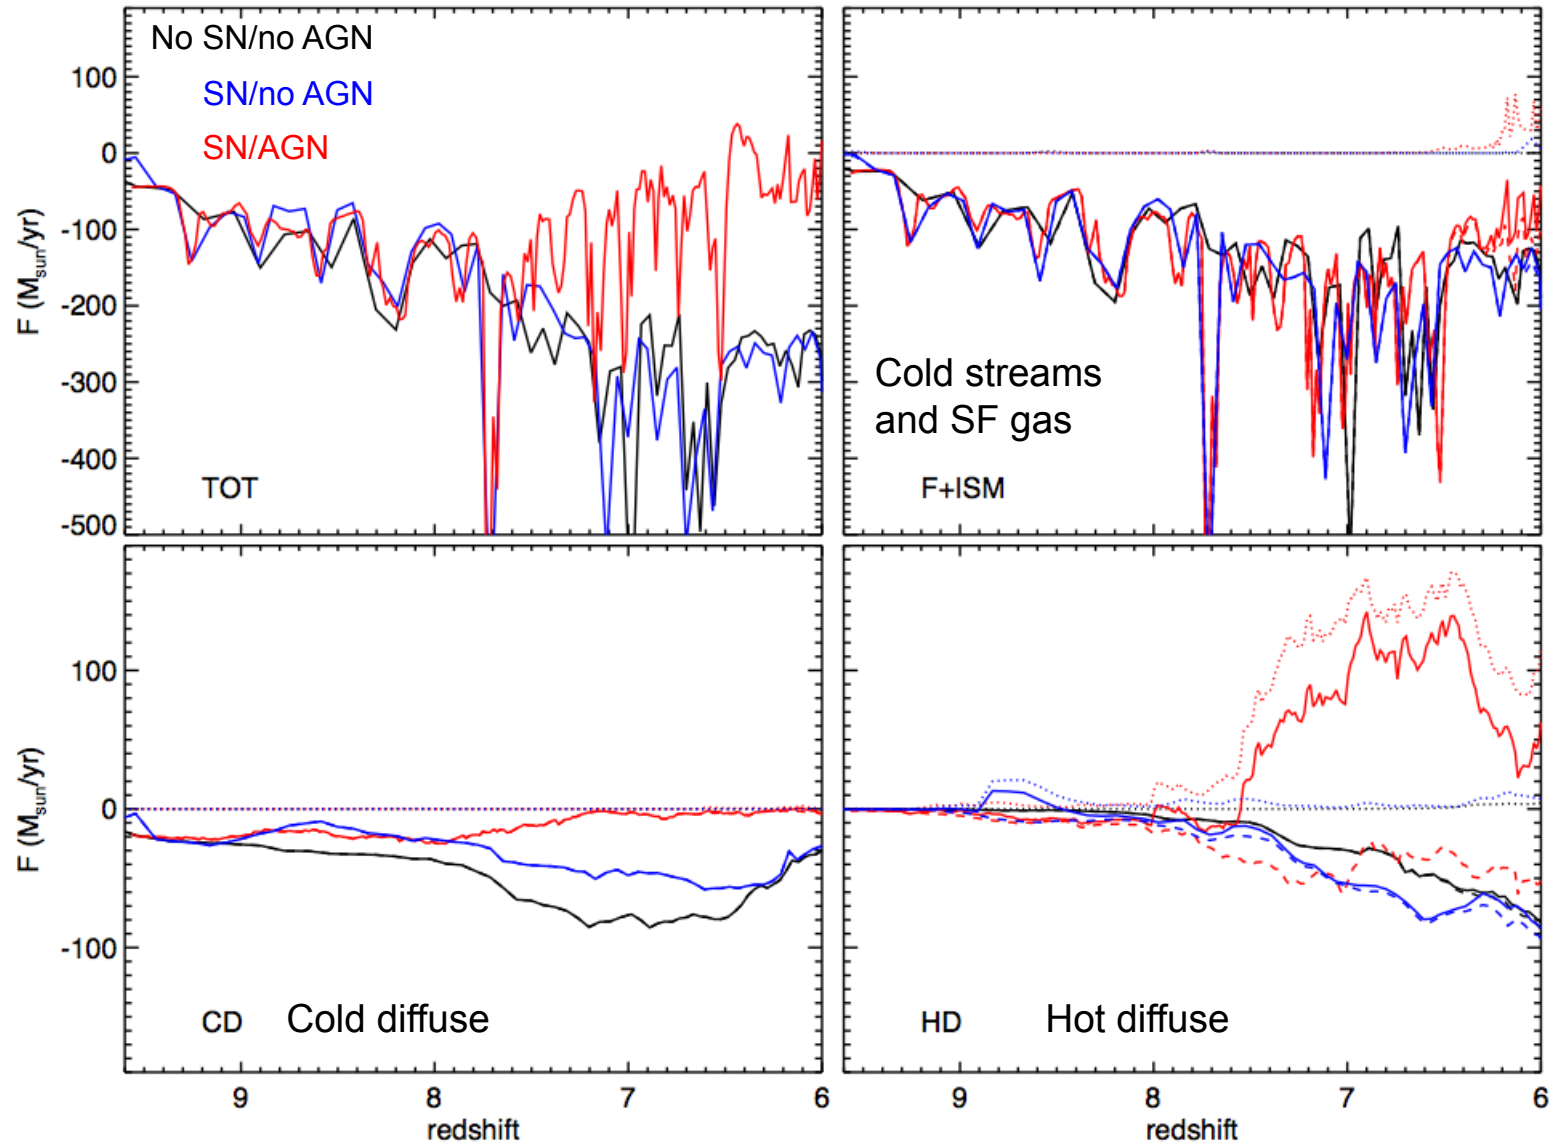 No SN/no AGN
SN/no AGN
SN/AGN
100
0
-100
-200
-300
-400
-500
F (M_sun/yr)
TOT
Cold streams
and SF gas
F+ISM
100
0
-100
F (M_sun/yr)
CD Cold diffuse
HD Hot diffuse
9 8 7 6
redshift
9 8 7 6
redshift